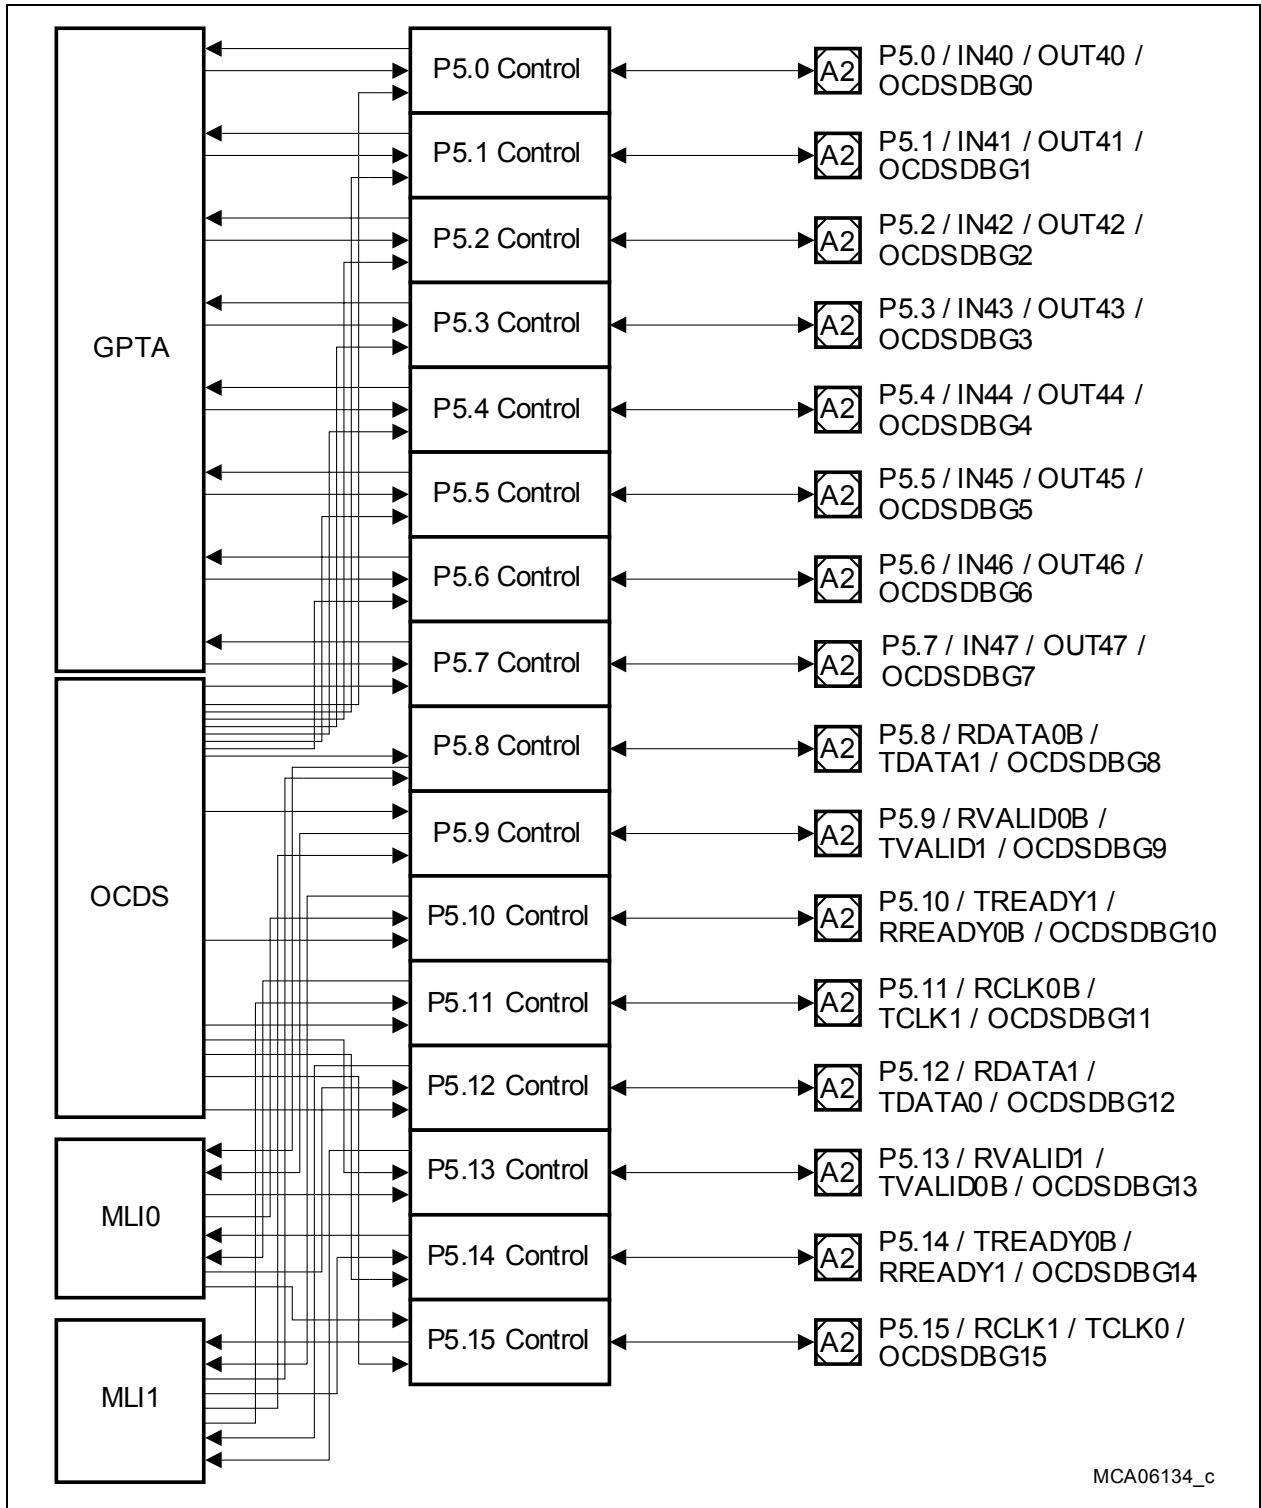 GPTA
OCDS
MLI0
MLI1
P5.0 Control
P5.1 Control
P5.2 Control
P5.3 Control
P5.4 Control
P5.5 Control
P5.6 Control
P5.7 Control
P5.8 Control
P5.9 Control
P5.10 Control
P5.11 Control
P5.12 Control
P5.13 Control
P5.14 Control
P5.15 Control
A2
P5.0 / IN40 / OUT40 /
OCDSDBG0
A2
P5.1 / IN41 / OUT41 /
OCDSDBG1
A2
P5.2 / IN42 / OUT42 /
OCDSDBG2
A2
P5.3 / IN43 / OUT43 /
OCDSDBG3
A2
P5.4 / IN44 / OUT44 /
OCDSDBG4
A2
P5.5 / IN45 / OUT45 /
OCDSDBG5
A2
P5.6 / IN46 / OUT46 /
OCDSDBG6
A2
P5.7 / IN47 / OUT47 /
OCDSDBG7
A2
P5.8 / RDATA0B /
TDATA1 / OCDSDBG8
A2
P5.9 / RVALID0B /
TVALID1 / OCDSDBG9
A2
P5.10 / TREADY1 /
RREADY0B / OCDSDBG10
A2
P5.11 / RCLK0B /
TCLK1 / OCDSDBG11
A2
P5.12 / RDATA1 /
TDATA0 / OCDSDBG12
A2
P5.13 / RVALID1 /
TVALID0B / OCDSDBG13
A2
P5.14 / TREADY0B /
RREADY1 / OCDSDBG14
A2
P5.15 / RCLK1 / TCLK0 /
OCDSDBG15
MCA06134_c